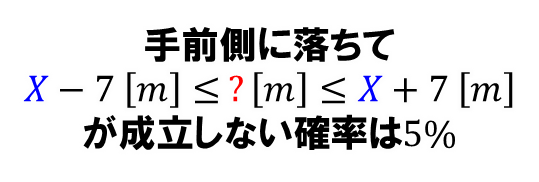 手前側に落ちて
X − 7 [m] ≤ ? [m] ≤ X + 7 [m]
が成立しない確率は5%